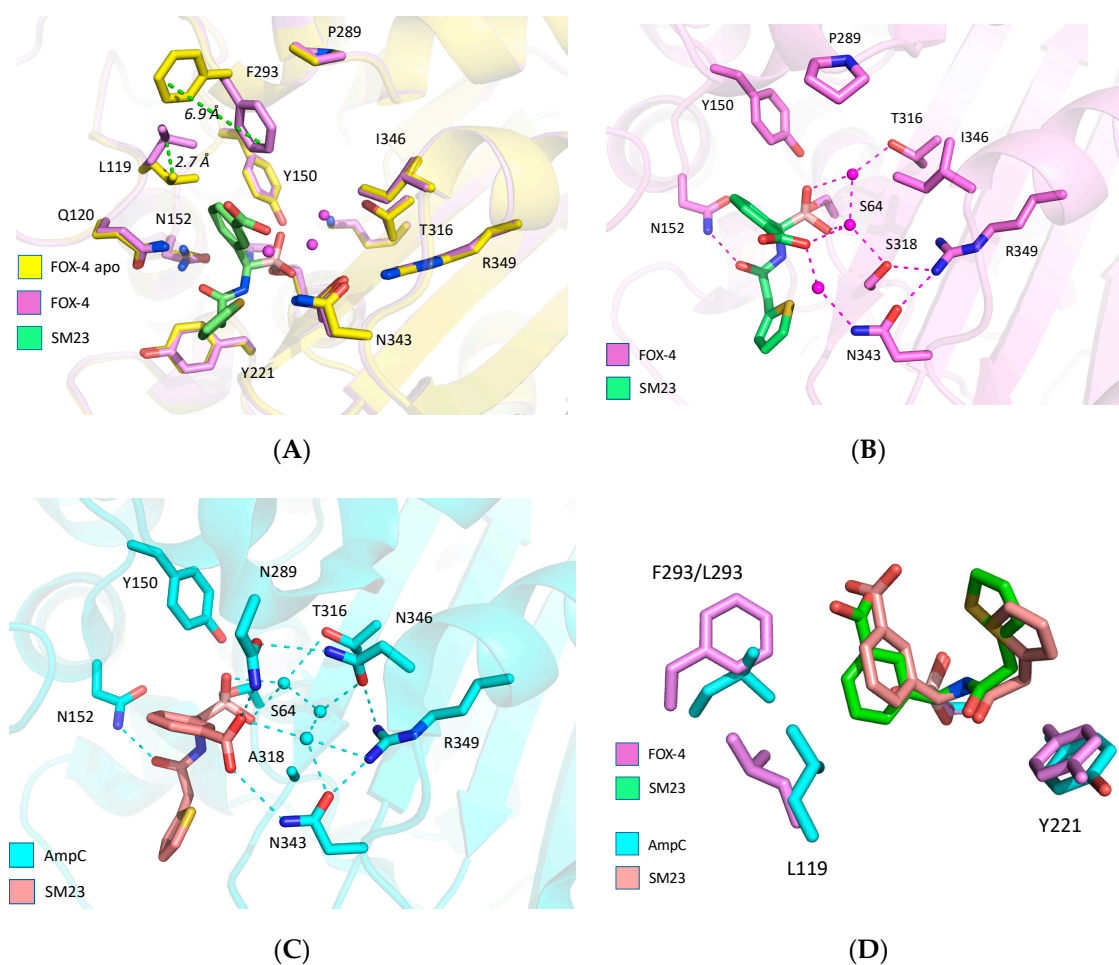 P289
F293
6.9 Å
I346
L119
2.7 Å
Y150
Q120
N152
T316
FOX-4 apo
R349
FOX-4
SM23
N343
Y221
(A)
P289
Y150
T316
I346
S64
N152
S318
R349
N343
FOX-4
SM23
(B)
Y150
N289
T316
N346
N152
S64
R349
A318
N343
AmpC
SM23
(C)
F293/L293
FOX-4
SM23
AmpC
SM23
L119
Y221
(D)